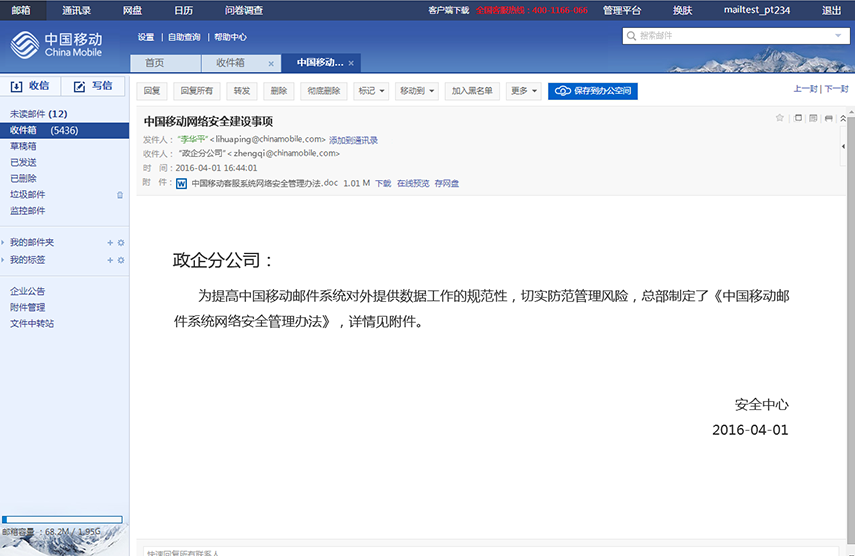 邮箱 通讯录 网盘 日历 问卷调查 客户端下载 全国客服热线：400-1166-066 管理平台 换肤 mailtest_pt234 退出
中国移动
China Mobile
设置 | 自助查询 | 帮助中心
搜索邮件
首页 收件箱 × 中国移动... ×
收信 写信
回复 回复所有 转发 删除 彻底删除 标记 移动到 加入黑名单 更多 保存到办公空间 上一封 | 下一封
未读邮件 (12)
收件箱 (5436)
草稿箱
已发送
已删除
垃圾邮件
监控邮件
我的邮件夹
我的标签
企业公告
附件管理
文件中转站
邮箱容量：68.2M / 1.95G
中国移动网络安全建设事项
发件人："李华平"<lihuaping@chinamobile.com> 添加到通讯录
收件人："政企分公司"<zhengqi@chinamobile.com>
时 间：2016-04-01 16:44:01
附 件： 中国移动客服系统网络安全管理办法.doc 1.01 M 下载 在线预览 存网盘
政企分公司：
为提高中国移动邮件系统对外提供数据工作的规范性，切实防范管理风险，总部制定了《中国移动邮
件系统网络安全管理办法》，详情见附件。
安全中心
2016-04-01
快速回复所有联系人